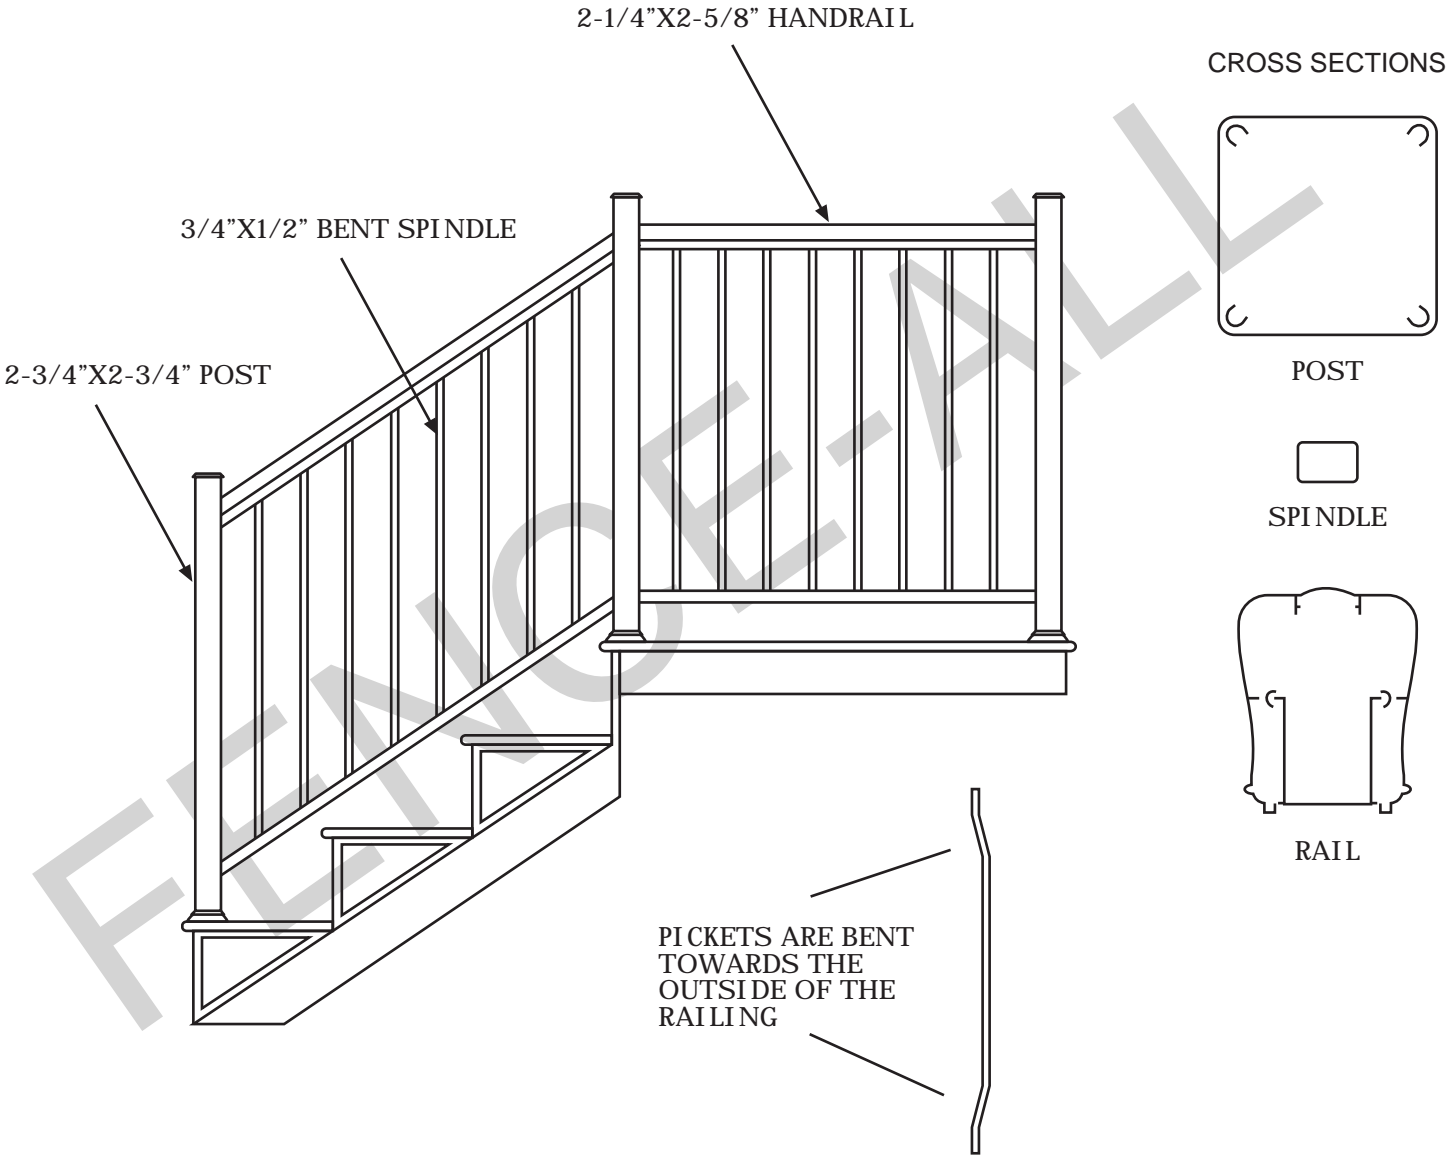 2-1/4”X2-5/8” HANDRAIL
CROSS SECTIONS
3/4”X1/2” BENT SPINDLE
2-3/4”X2-3/4” POST
POST
SPINDLE
RAIL
PICKETS ARE BENT
TOWARDS THE
OUTSIDE OF THE
RAILING
FENCE-ALL